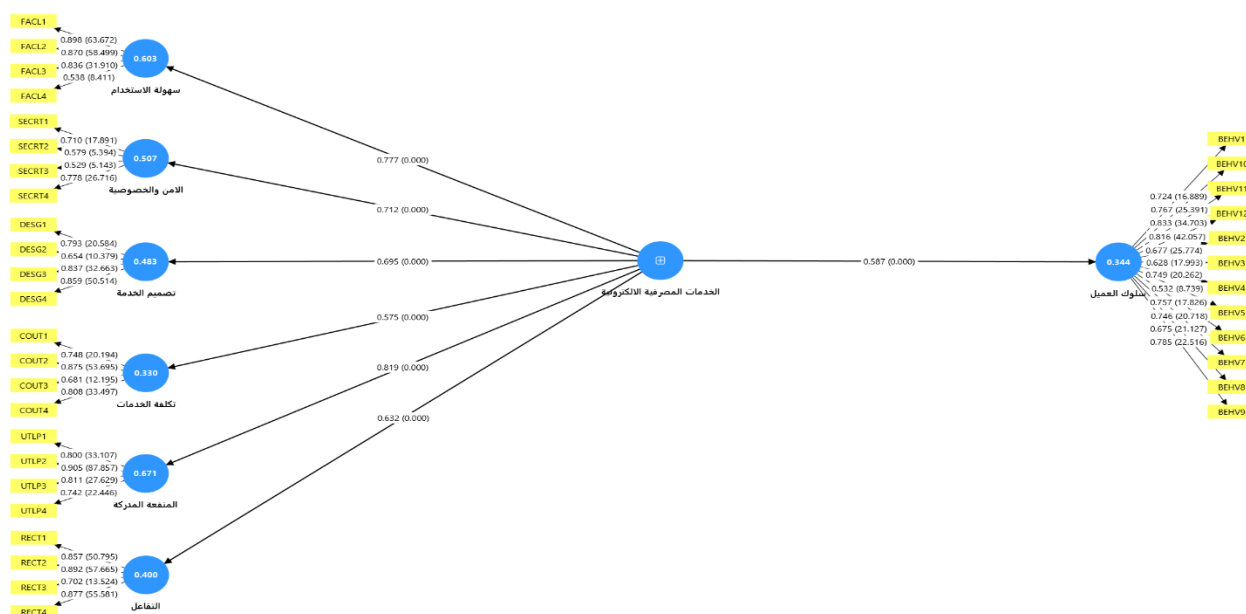 FACL1
FACL2
FACL3
FACL4
0.898 (63.672)
0.870 (58.499)
0.836 (31.910)
0.538 (8.411)
0.603
سهولة الاستخدام
SECRT1
SECRT2
SECRT3
SECRT4
0.710 (17.891)
0.579 (5.394)
0.529 (5.143)
0.778 (26.716)
0.507
الامن والخصوصية
DESG1
DESG2
DESG3
DESG4
0.793 (20.584)
0.654 (10.379)
0.837 (32.663)
0.859 (50.514)
0.483
تصميم الخدمة
COUT1
COUT2
COUT3
COUT4
0.748 (20.194)
0.875 (53.695)
0.681 (12.195)
0.808 (33.497)
0.330
تكلفة الخدمات
UTLP1
UTLP2
UTLP3
UTLP4
0.800 (33.107)
0.905 (87.857)
0.811 (27.629)
0.742 (22.446)
0.671
المنفعة المدركة
RECT1
RECT2
RECT3
RECT4
0.857 (50.795)
0.892 (57.665)
0.702 (13.524)
0.877 (55.581)
0.400
التفاعل
0.777 (0.000)
0.712 (0.000)
0.695 (0.000)
0.575 (0.000)
0.819 (0.000)
0.632 (0.000)
الخدمات المصرفية الالكترونية
0.587 (0.000)
0.344
سلوك العميل
0.724 (16.889)
0.767 (25.391)
0.833 (34.703)
0.816 (42.057)
0.677 (25.774)
0.628 (17.993)
0.749 (20.262)
0.532 (8.739)
0.757 (17.826)
0.746 (20.718)
0.675 (21.127)
0.785 (22.516)
BEHV1
BEHV10
BEHV11
BEHV12
BEHV2
BEHV3
BEHV4
BEHV5
BEHV6
BEHV7
BEHV8
BEHV9